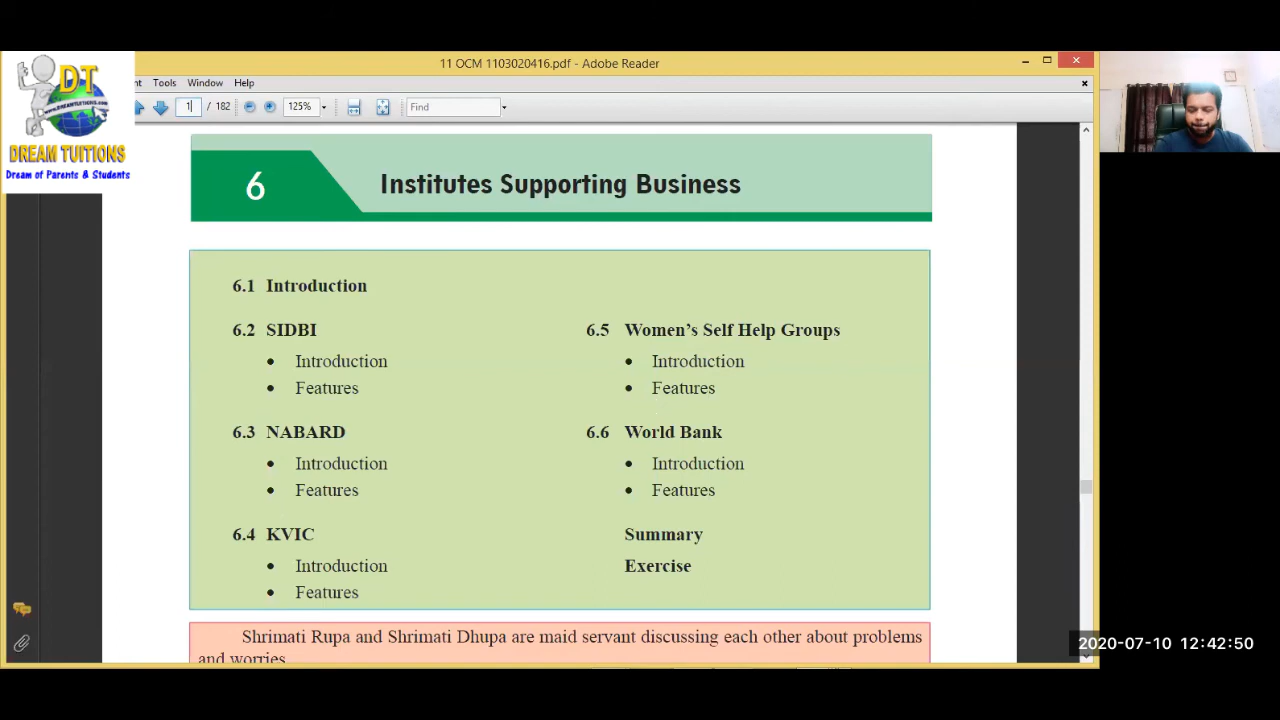 11 OCM 1103020416.pdf - Adobe Reader
nt Tools Window Help
1 / 182 125% Find
DT
WWW.DREAMTUITIONS.COM
DREAM TUITIONS
Dream of Parents & Students
6 Institutes Supporting Business
6.1 Introduction
6.2 SIDBI
• Introduction
• Features
6.3 NABARD
• Introduction
• Features
6.4 KVIC
• Introduction
• Features
6.5 Women's Self Help Groups
• Introduction
• Features
6.6 World Bank
• Introduction
• Features
Summary
Exercise
Shrimati Rupa and Shrimati Dhupa are maid servant discussing each other about problems
and worries
2020-07-10 12:42:50